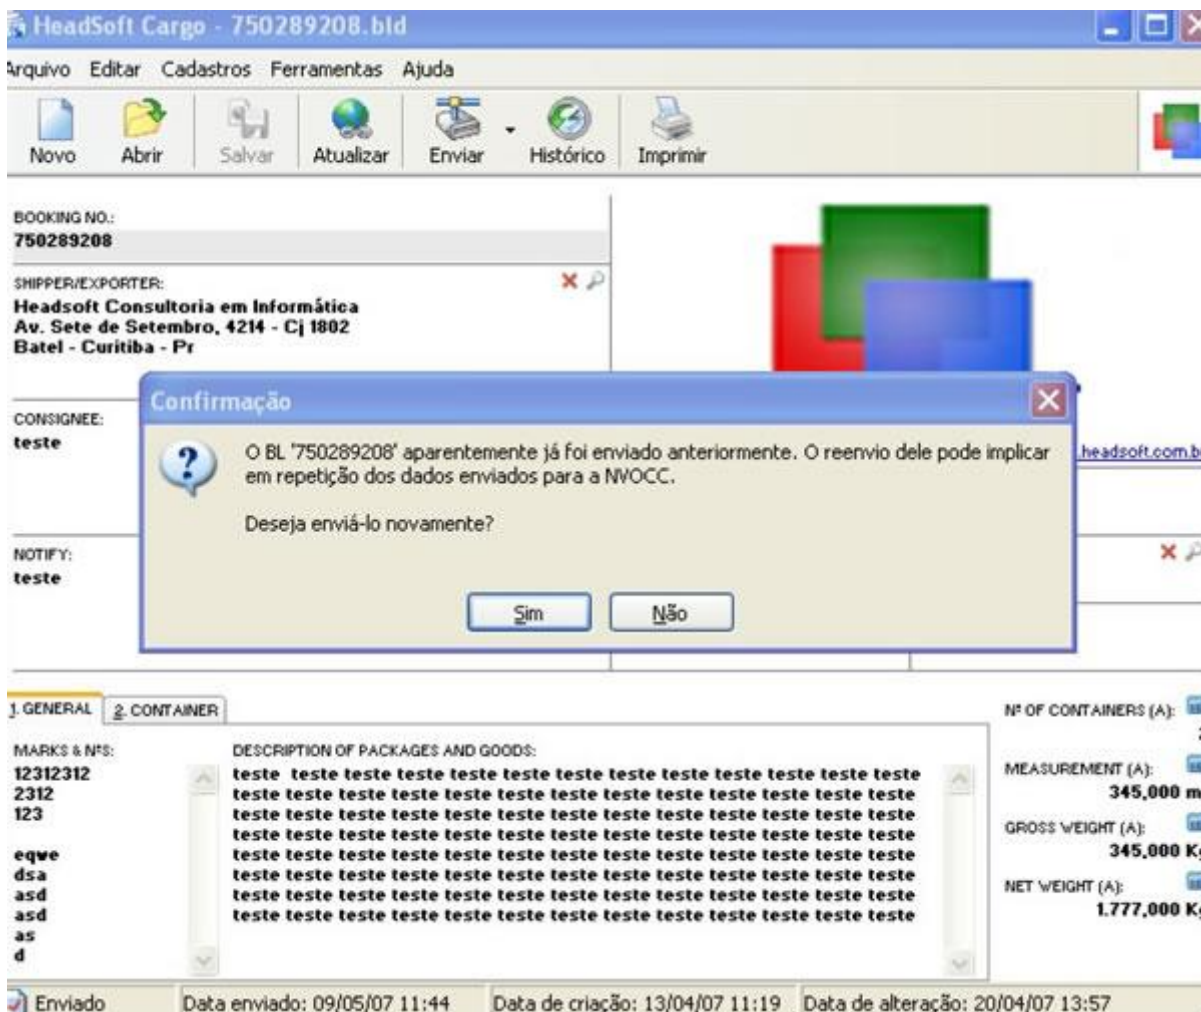 HeadSoft Cargo - 750289208.bld
Arquivo Editar Cadastros Ferramentas Ajuda
Novo Abrir Salvar Atualizar Enviar Histórico Imprimir
BOOKING NO.:
750289208
SHIPPER/EXPORTER:
Headsoft Consultoria em Informática
Av. Sete de Setembro, 4214 - Cj 1802
Batel - Curitiba - Pr
CONSIGNEE:
teste
.headsoft.com.b
Confirmação
O BL '750289208' aparentemente já foi enviado anteriormente. O reenvio dele pode implicar
em repetição dos dados enviados para a NVOCC.
Deseja enviá-lo novamente?
Sim Não
NOTIFY:
teste
1. GENERAL 2. CONTAINER
MARKS & NºS:
12312312
2312
123
eqwe
dsa
asd
asd
as
d
DESCRIPTION OF PACKAGES AND GOODS:
teste teste teste teste teste teste teste teste teste teste teste teste teste
teste teste teste teste teste teste teste teste teste teste teste teste teste
teste teste teste teste teste teste teste teste teste teste teste teste teste
teste teste teste teste teste teste teste teste teste teste teste teste teste
teste teste teste teste teste teste teste teste teste teste teste teste teste
teste teste teste teste teste teste teste teste teste teste teste teste teste
teste teste teste teste teste teste teste teste teste teste teste teste teste
teste teste teste teste teste teste teste teste teste teste teste teste teste
Nº OF CONTAINERS (A):
MEASUREMENT (A):
345,000 m
GROSS WEIGHT (A):
345,000 Kg
NET WEIGHT (A):
1.777,000 Kg
Enviado Data enviado: 09/05/07 11:44 Data de criação: 13/04/07 11:19 Data de alteração: 20/04/07 13:57